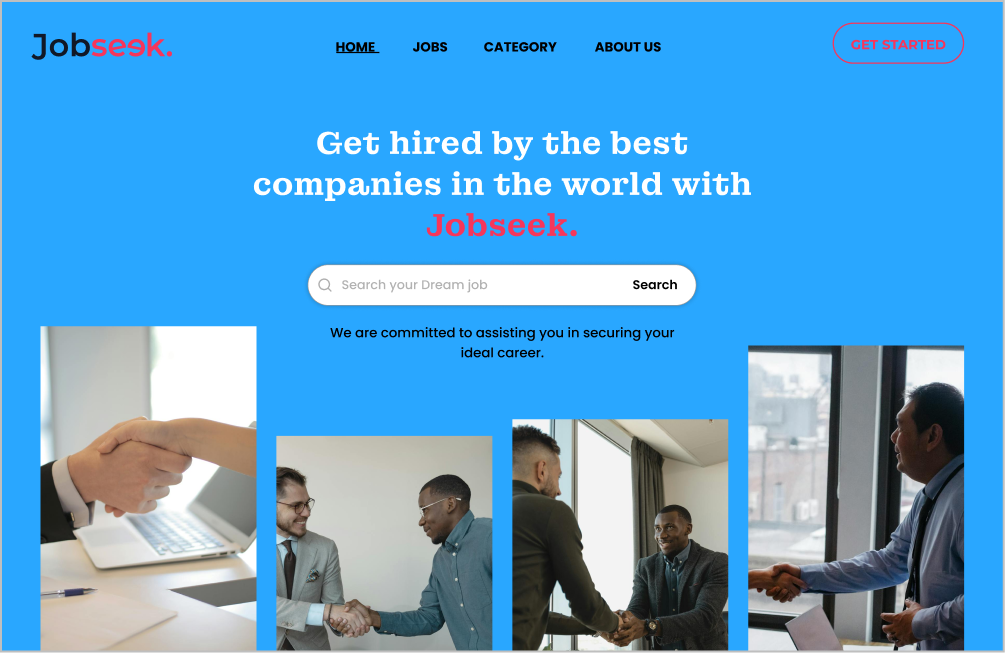 Jobseek.
HOME JOBS CATEGORY ABOUT US
GET STARTED
Get hired by the best
companies in the world with
Jobseek.
Search your Dream job Search
We are committed to assisting you in securing your
ideal career.